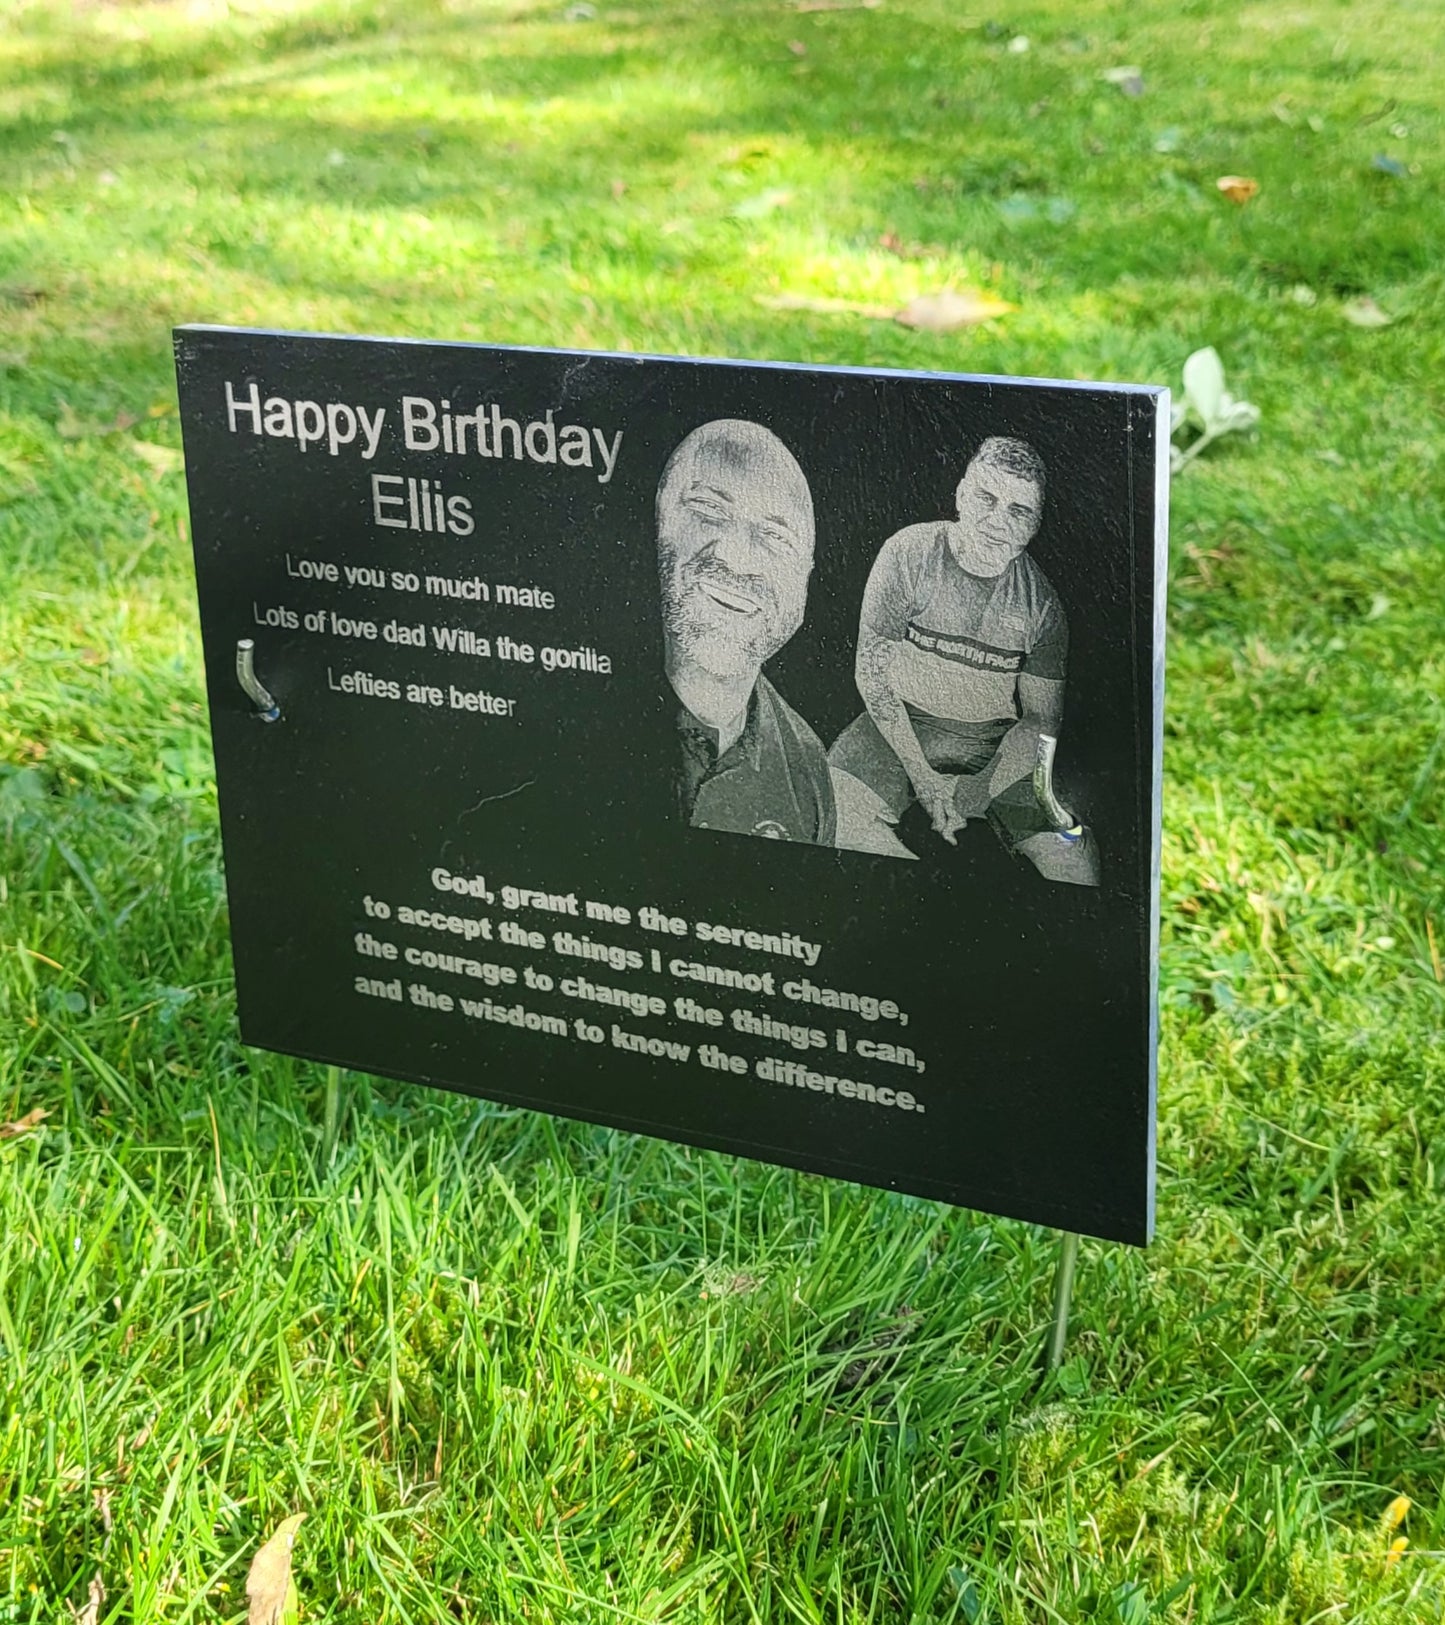 Happy Birthday
Ellis
Love you so much mate
Lots of love dad Willa the gorilla
Lefties are better
THE NORTH FACE
God, grant me the serenity
to accept the things I cannot change,
the courage to change the things I can,
and the wisdom to know the difference.